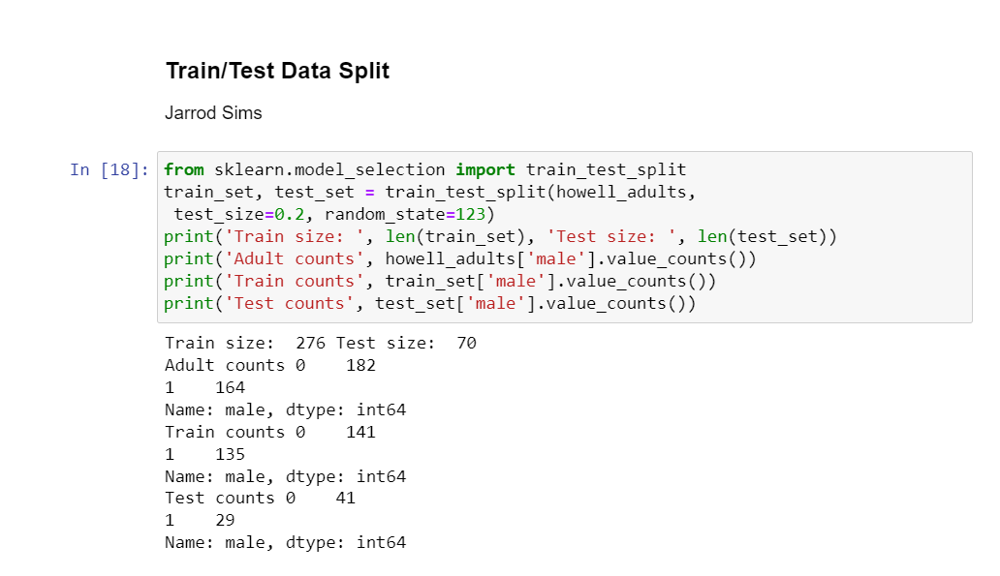 Train/Test Data Split
Jarrod Sims
In [18]: from sklearn.model_selection import train_test_split
train_set, test_set = train_test_split(howell_adults,
 test_size=0.2, random_state=123)
print('Train size: ', len(train_set), 'Test size: ', len(test_set))
print('Adult counts', howell_adults['male'].value_counts())
print('Train counts', train_set['male'].value_counts())
print('Test counts', test_set['male'].value_counts())
Train size:  276 Test size:  70
Adult counts 0    182
1    164
Name: male, dtype: int64
Train counts 0    141
1    135
Name: male, dtype: int64
Test counts 0    41
1    29
Name: male, dtype: int64